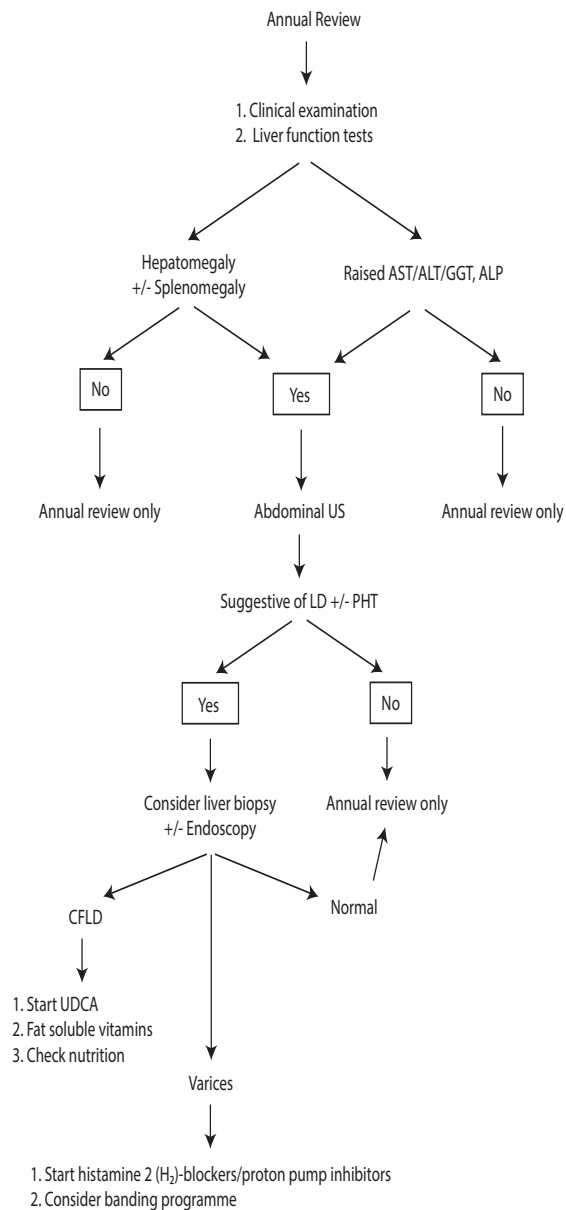 Annual Review
1. Clinical examination
2. Liver function tests
Hepatomegaly
+/- Splenomegaly
Raised AST/ALT/GGT, ALP
No
Yes
No
Annual review only
Abdominal US
Annual review only
Suggestive of LD +/- PHT
Yes
No
Consider liver biopsy
+/- Endoscopy
Annual review only
CFLD
Normal
1. Start UDCA
2. Fat soluble vitamins
3. Check nutrition
Varices
1. Start histamine 2 (H₂)-blockers/proton pump inhibitors
2. Consider banding programme